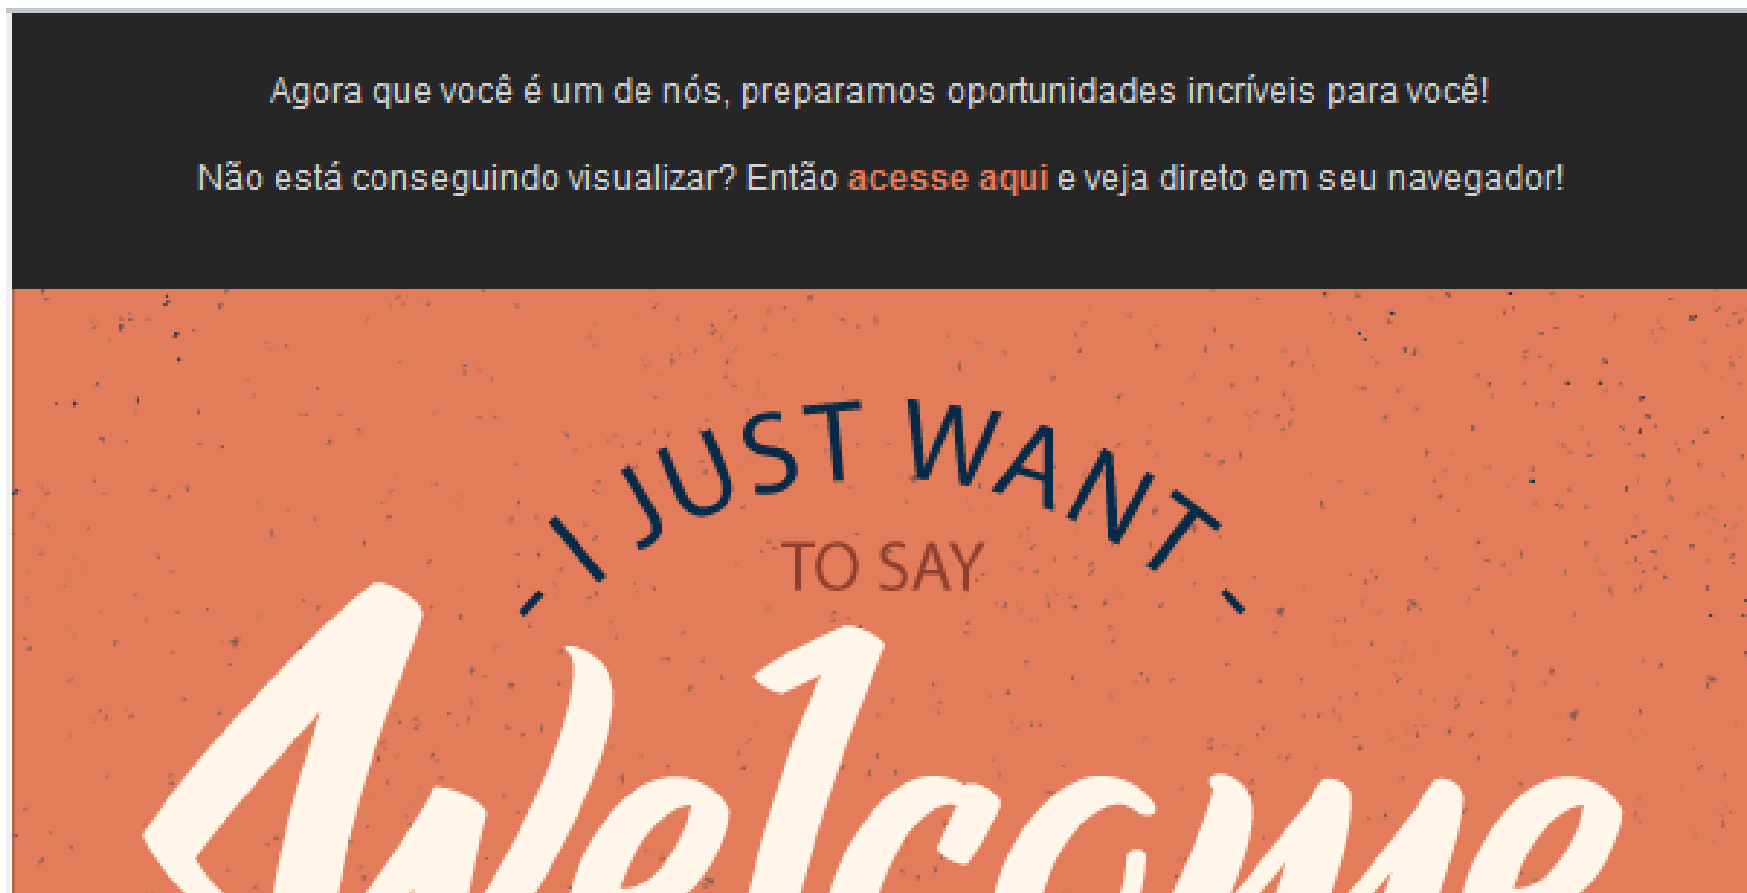 Agora que você é um de nós, preparamos oportunidades incríveis para você!
Não está conseguindo visualizar? Então acesse aqui e veja direto em seu navegador!
- I JUST WANT -
TO SAY
Welcome